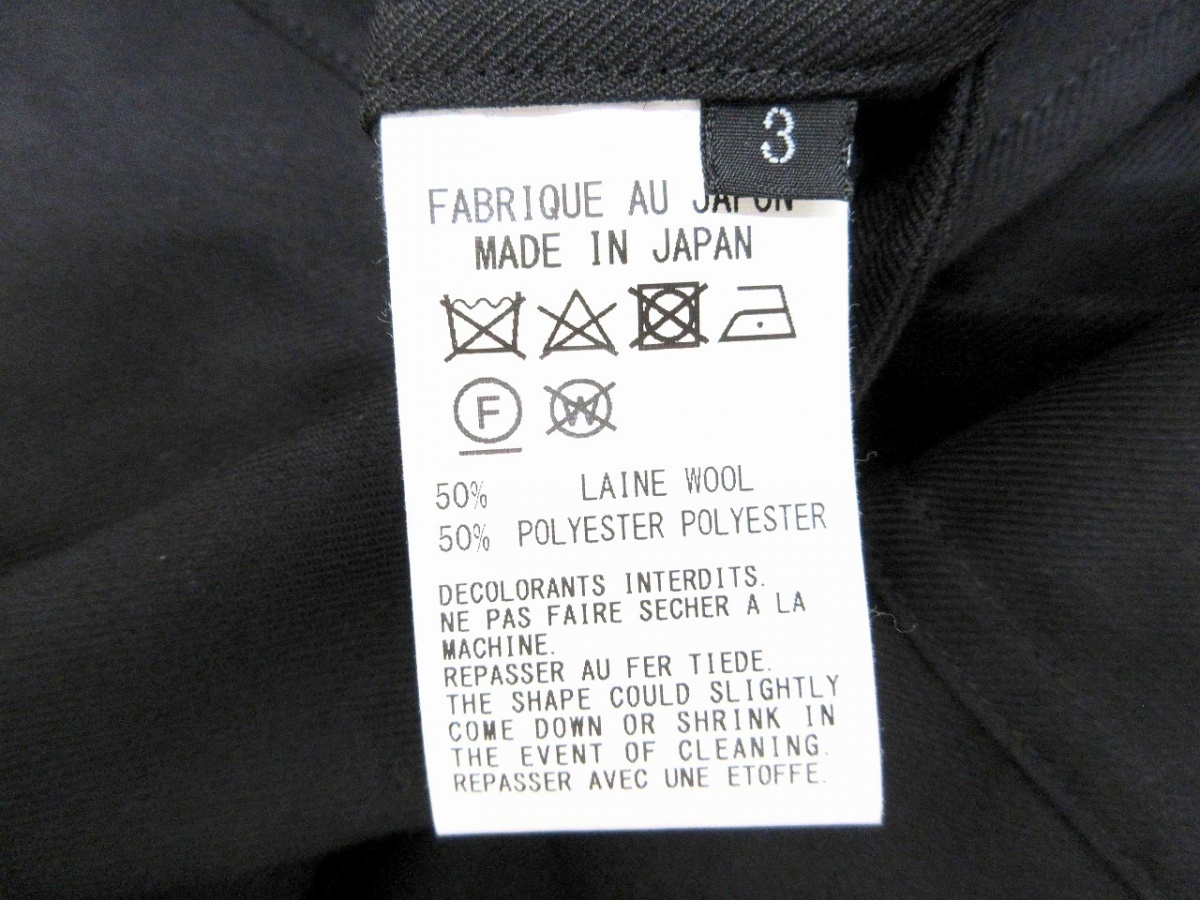 3
FABRIQUE AU JAPON
MADE IN JAPAN
F
W
50% LAINE WOOL
50% POLYESTER POLYESTER
DECOLORANTS INTERDITS.
NE PAS FAIRE SECHER A LA
MACHINE.
REPASSER AU FER TIEDE.
THE SHAPE COULD SLIGHTLY
COME DOWN OR SHRINK IN
THE EVENT OF CLEANING.
REPASSER AVEC UNE ETOFFE.